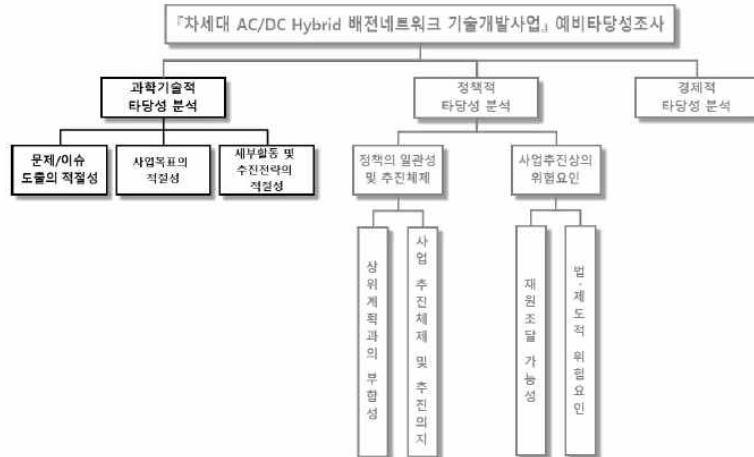 『차세대 AC/DC Hybrid 배전네트워크 기술개발사업』 예비타당성조사
과학기술적
타당성 분석
정책적
타당성 분석
경제적
타당성 분석
문제/이슈
도출의 적절성
사업목표의
적절성
세부활동 및
추진전략의
적절성
정책의 일관성
및 추진체제
사업추진상의
위험요인
상위계획과의 부합성
사업 추진체제 및 추진의지
재원조달 가능성
법·제도적 위험요인